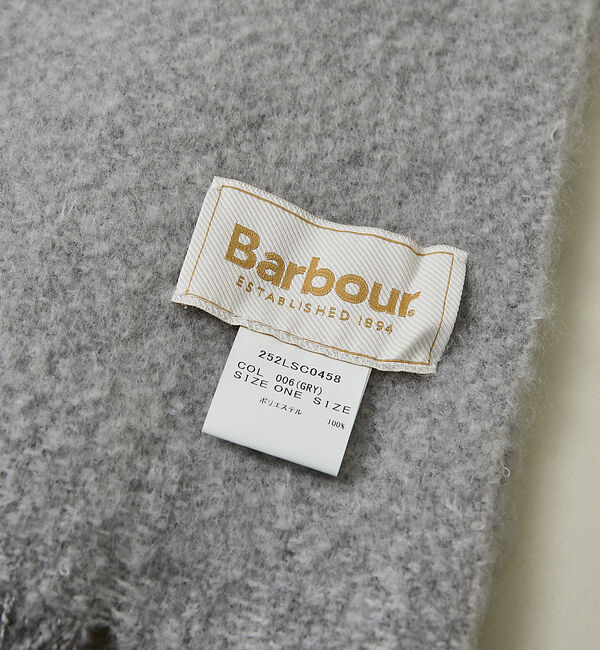 Barbour
ESTABLISHED 1894
252LSC0458
COL 006(GRY)
SIZE ONE SIZE
ポリエステル 100%